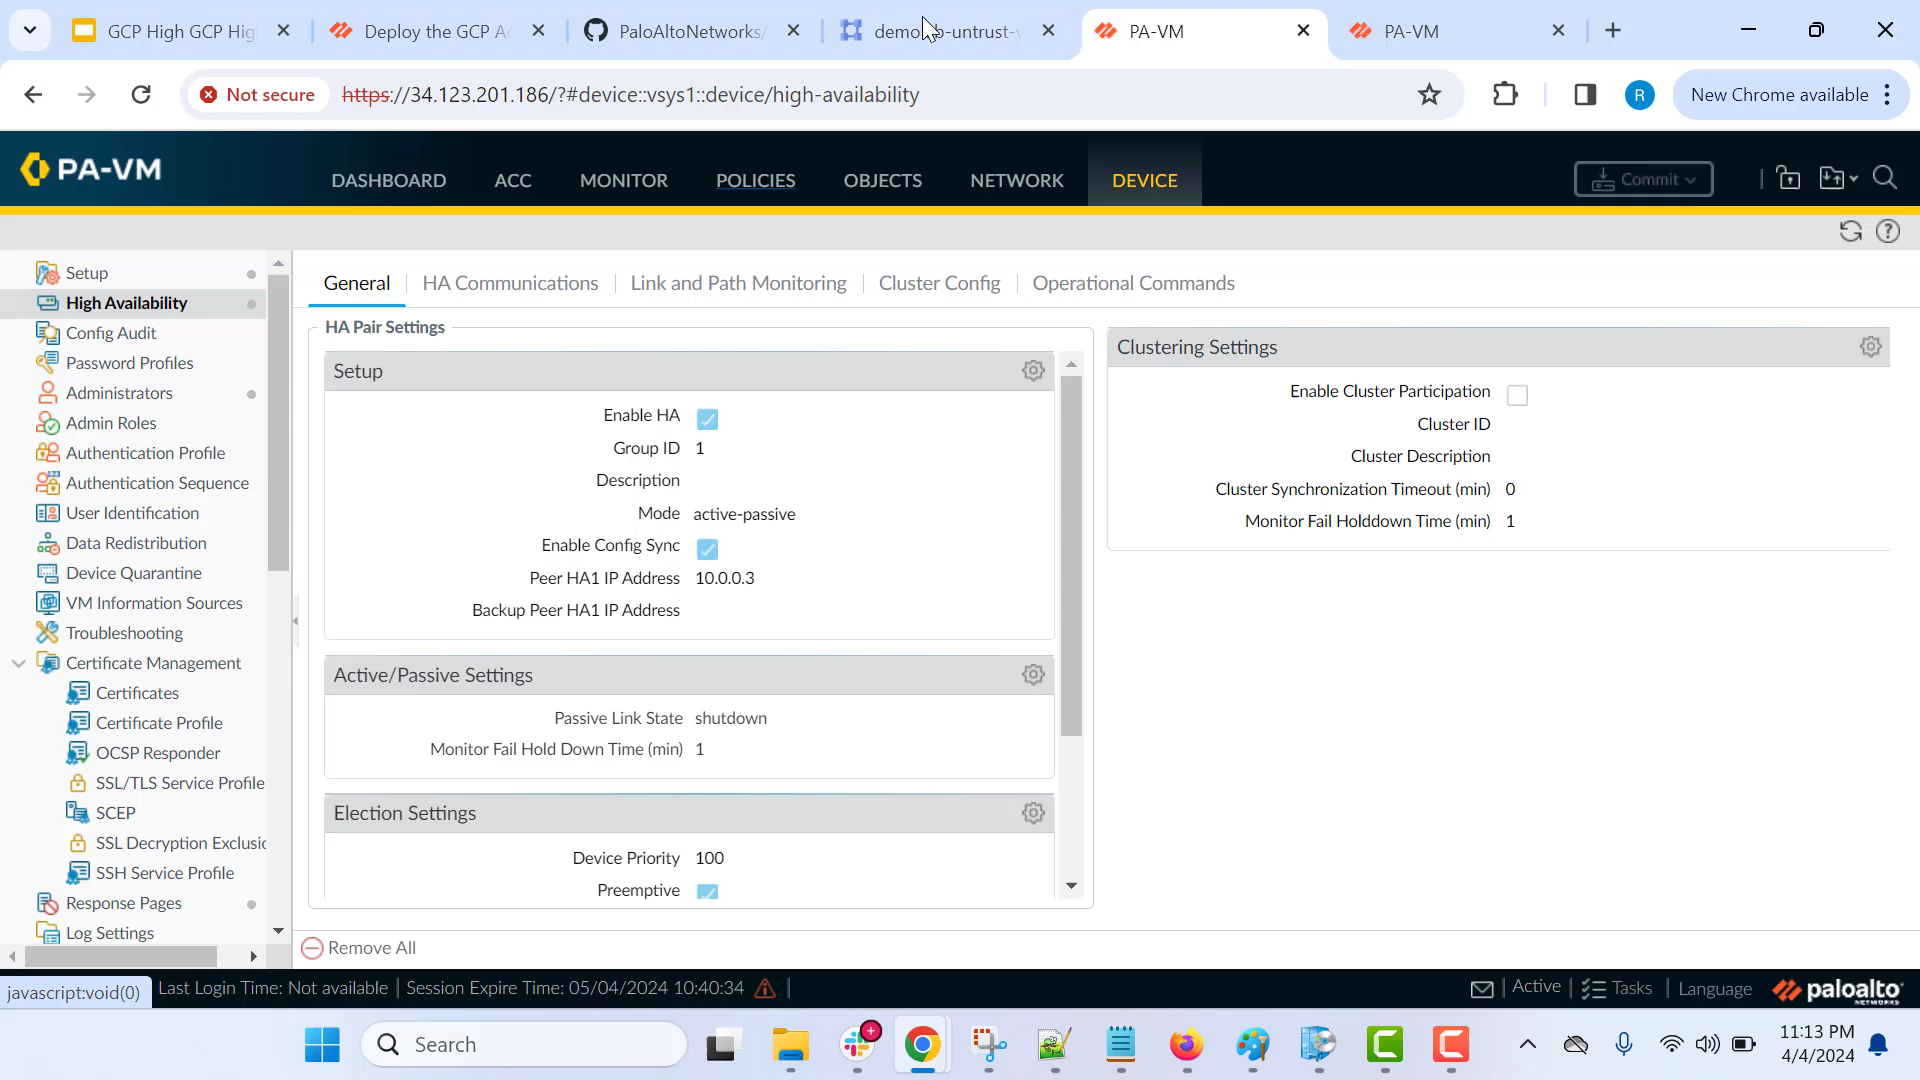 GCP High GCP Hig
Deploy the GCP A
PaloAltoNetworks/
demo b-untrust-v
PA-VM
PA-VM
Not secure
https://34.123.201.186/?#device::vsys1::device/high-availability
R
New Chrome available
PA-VM
DASHBOARD
ACC
MONITOR
POLICIES
OBJECTS
NETWORK
DEVICE
Commit
Setup
High Availability
Config Audit
Password Profiles
Administrators
Admin Roles
Authentication Profile
Authentication Sequence
User Identification
Data Redistribution
Device Quarantine
VM Information Sources
Troubleshooting
Certificate Management
Certificates
Certificate Profile
OCSP Responder
SSL/TLS Service Profile
SCEP
SSL Decryption Exclusio
SSH Service Profile
Response Pages
Log Settings
General
HA Communications
Link and Path Monitoring
Cluster Config
Operational Commands
HA Pair Settings
Setup
Enable HA
Group ID 1
Description
Mode active-passive
Enable Config Sync
Peer HA1 IP Address 10.0.0.3
Backup Peer HA1 IP Address
Active/Passive Settings
Passive Link State shutdown
Monitor Fail Hold Down Time (min) 1
Election Settings
Device Priority 100
Preemptive
Clustering Settings
Enable Cluster Participation
Cluster ID
Cluster Description
Cluster Synchronization Timeout (min) 0
Monitor Fail Holddown Time (min) 1
Remove All
javascript:void(0)
Last Login Time: Not available | Session Expire Time: 05/04/2024 10:40:34
Active
Tasks
Language
paloalto
NETWORKS
Search
11:13 PM
4/4/2024